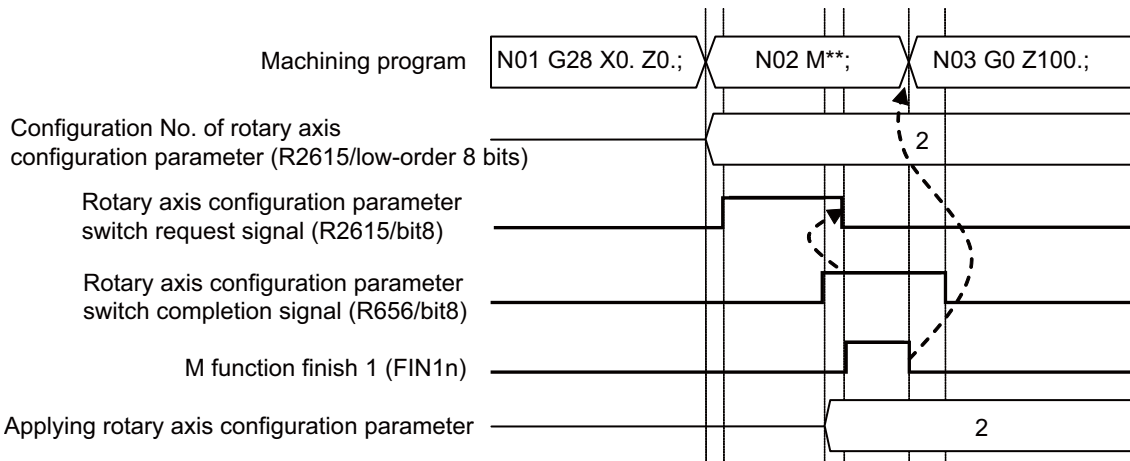 Machining program
N01 G28 X0. Z0.;
N02 M**;
N03 G0 Z100.;
Configuration No. of rotary axis
configuration parameter (R2615/low-order 8 bits)
2
Rotary axis configuration parameter
switch request signal (R2615/bit8)
Rotary axis configuration parameter
switch completion signal (R656/bit8)
M function finish 1 (FIN1n)
Applying rotary axis configuration parameter
2